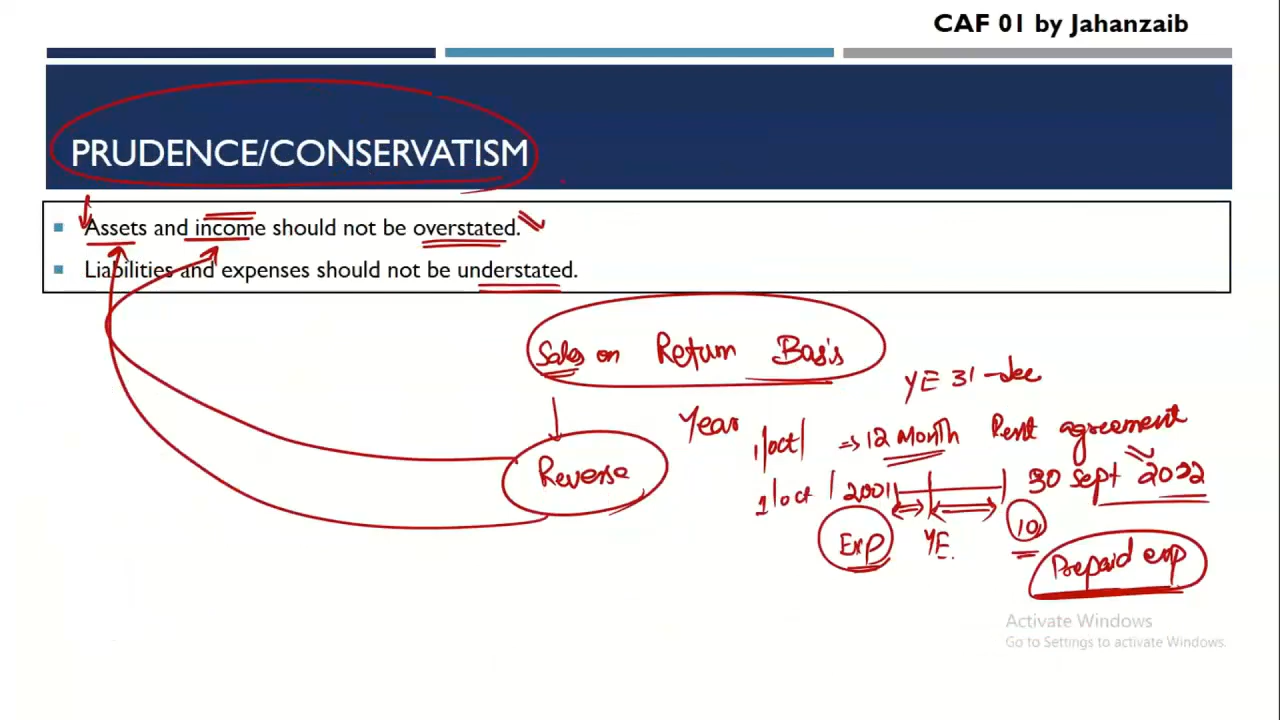 CAF 01 by Jahanzaib
PRUDENCE/CONSERVATISM
Assets and income should not be overstated.
Liabilities and expenses should not be understated.
Sales on Return Basis
YE 31-Dec
Reverse
Year
1/oct/ => 12 Month Rent agreement
1/oct / 2001 30 Sept 2022
Exp YE. 10
Prepaid exp
Activate Windows
Go to Settings to activate Windows.